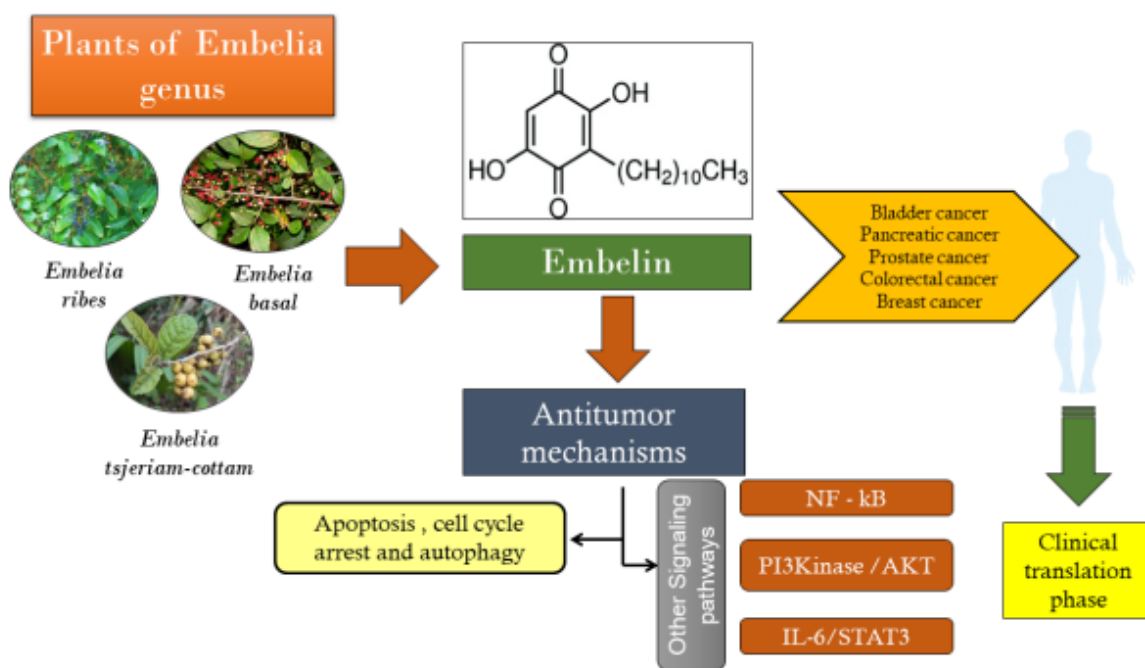 Plants of Embelia
genus
Embelia
ribes
Embelia
basal
Embelia
tsjeriam-cottam
O
OH
HO
(CH₂)₁₀CH₃
O
Embelin
Bladder cancer
Pancreatic cancer
Prostate cancer
Colorectal cancer
Breast cancer
Antitumor
mechanisms
Apoptosis , cell cycle
arrest and autophagy
Other Signaling
pathways
NF - kB
PI3Kinase /AKT
IL-6/STAT3
Clinical
translation
phase